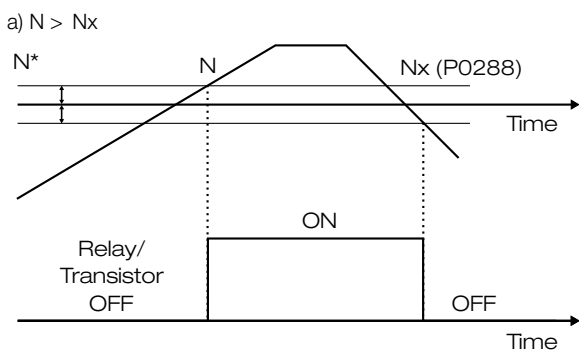 a) N > Nx
N*
N
Nx (P0288)
Time
ON
Relay/
Transistor
OFF
OFF
Time